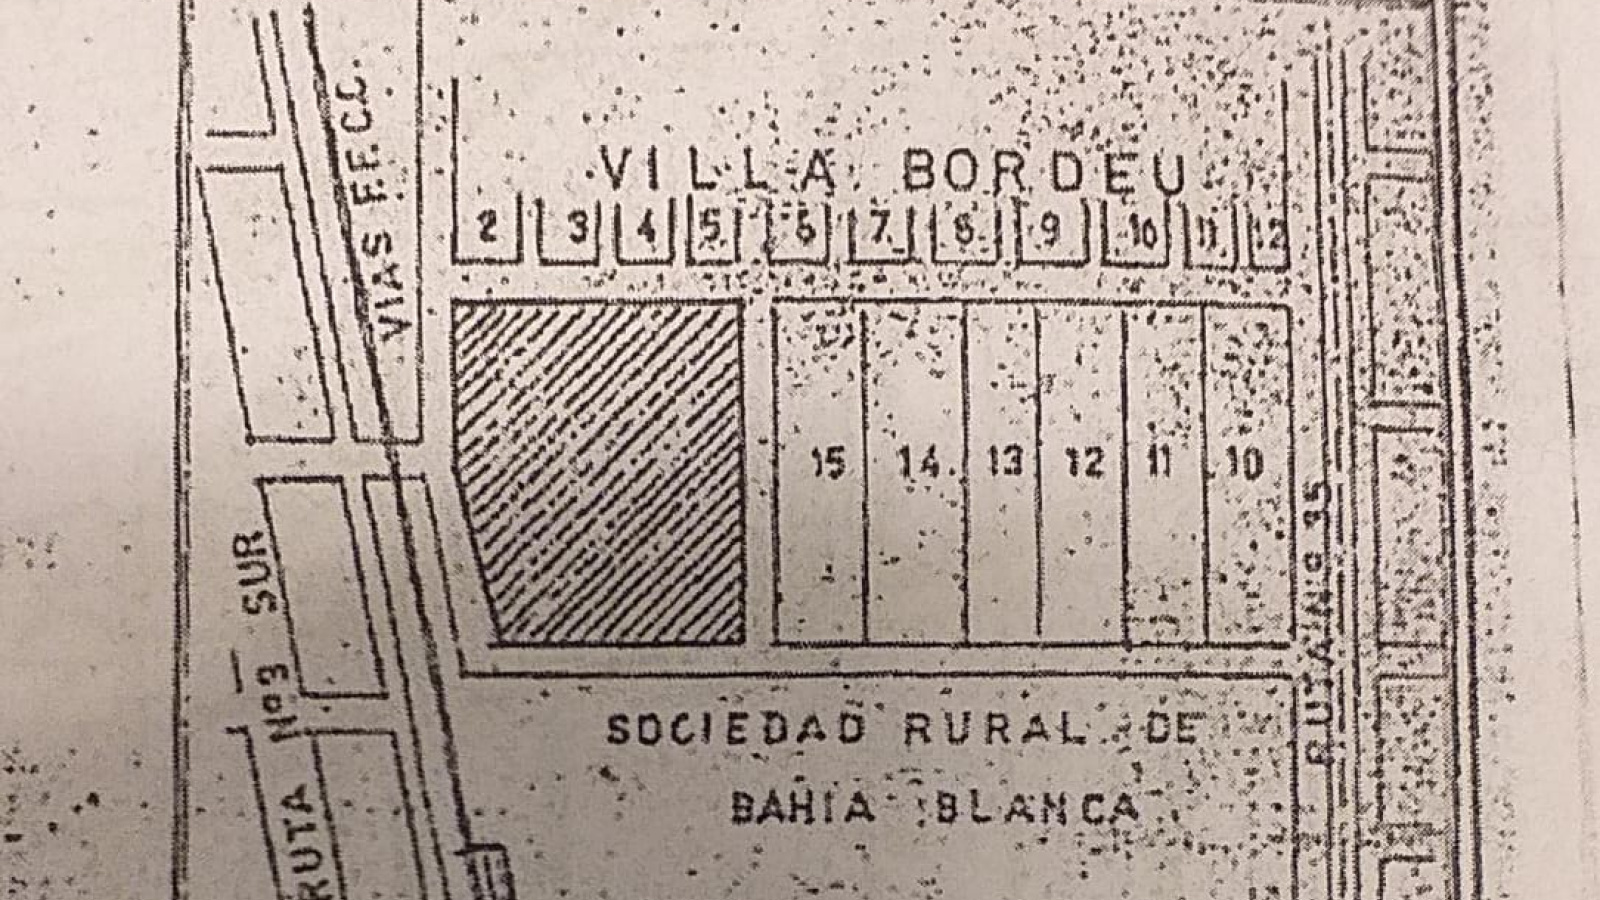 VIAS FF.CC.
VILLA BORDEU
2 3 4 5 6 7 8 9 10 11 12
15 14 13 12 11 10
RUTA Nº 35
RUTA Nº3 SUR
SOCIEDAD RURAL DE
BAHIA BLANCA